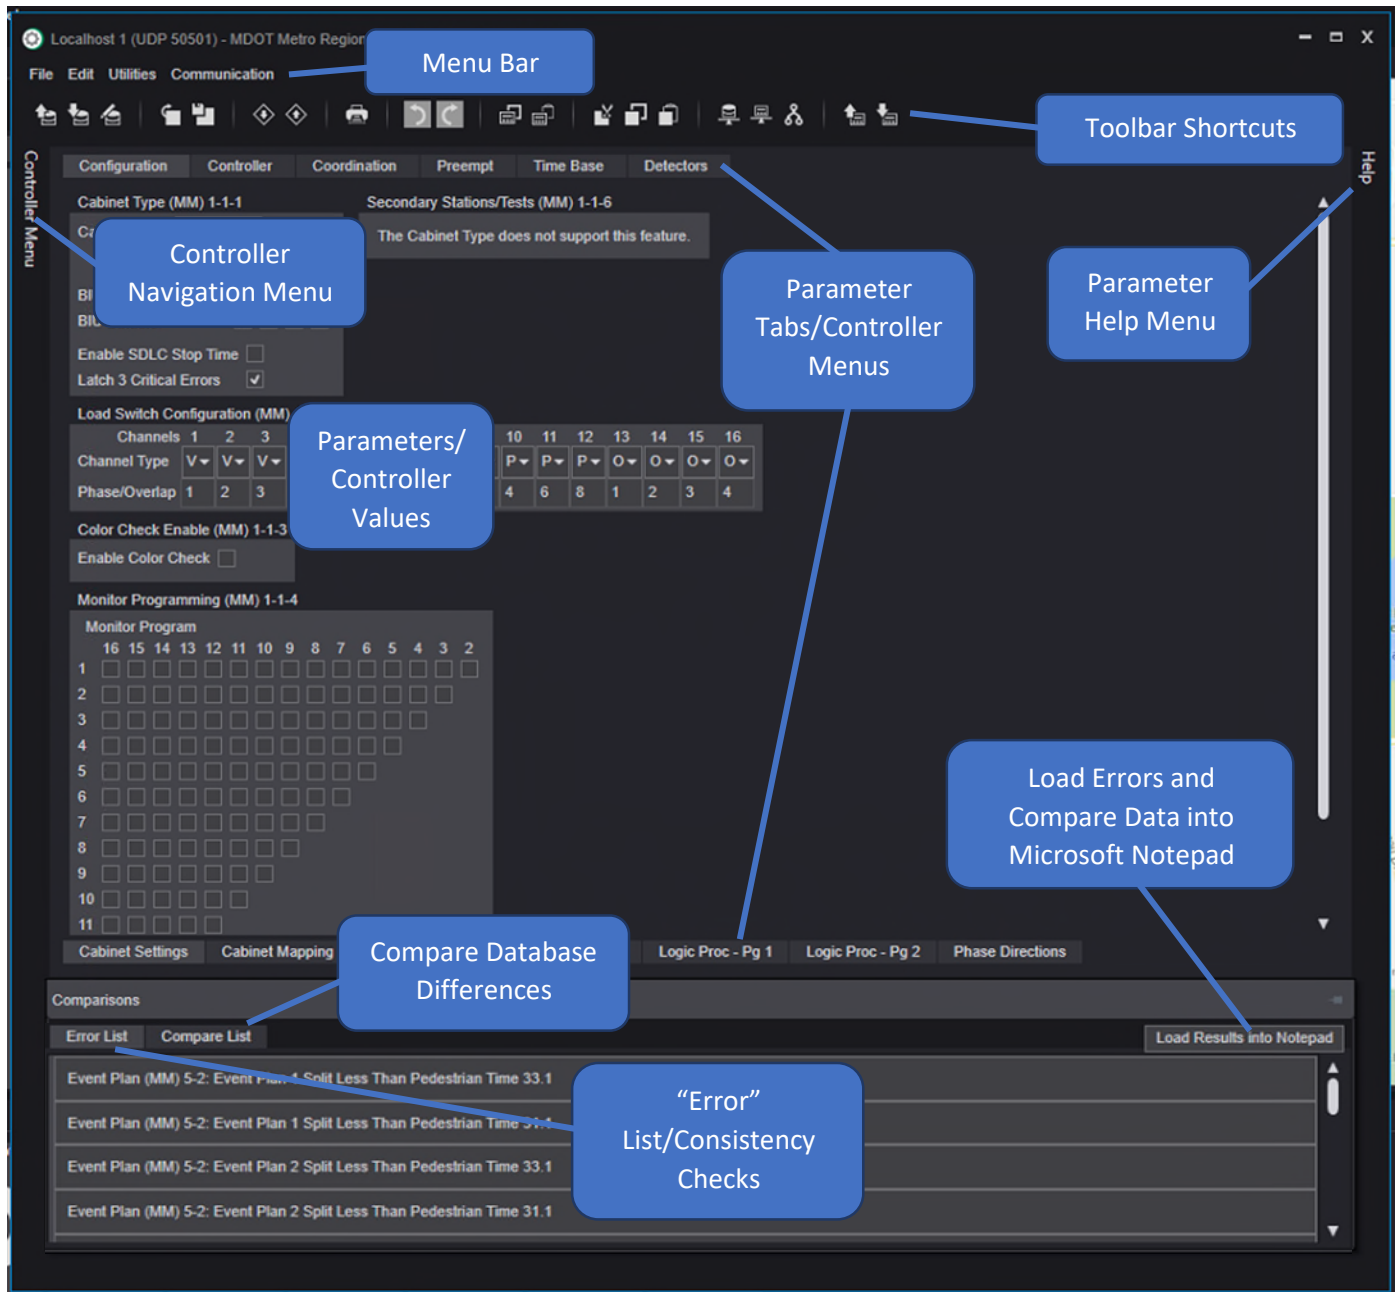 Localhost 1 (UDP 50501) - MDOT Metro Region
Menu Bar
File Edit Utilities Communication
Toolbar Shortcuts
Controller Menu
Help
Configuration Controller Coordination Preempt Time Base Detectors
Cabinet Type (MM) 1-1-1 Secondary Stations/Tests (MM) 1-1-6
The Cabinet Type does not support this feature.
Controller
Navigation Menu
Parameter
Tabs/Controller
Menus
Parameter
Help Menu
Enable SDLC Stop Time
Latch 3 Critical Errors
Load Switch Configuration (MM)
Channels 1 2 3 10 11 12 13 14 15 16
Channel Type V V V P P P O O O O
Phase/Overlap 1 2 3 4 6 8 1 2 3 4
Parameters/
Controller
Values
Color Check Enable (MM) 1-1-3
Enable Color Check
Monitor Programming (MM) 1-1-4
Monitor Program
16 15 14 13 12 11 10 9 8 7 6 5 4 3 2
1
2
3
4
5
6
7
8
9
10
11
Load Errors and
Compare Data into
Microsoft Notepad
Cabinet Settings Cabinet Mapping Logic Proc - Pg 1 Logic Proc - Pg 2 Phase Directions
Compare Database
Differences
Comparisons
Error List Compare List Load Results into Notepad
Event Plan (MM) 5-2: Event Plan 1 Split Less Than Pedestrian Time 33.1
Event Plan (MM) 5-2: Event Plan 1 Split Less Than Pedestrian Time 31.1
Event Plan (MM) 5-2: Event Plan 2 Split Less Than Pedestrian Time 33.1
Event Plan (MM) 5-2: Event Plan 2 Split Less Than Pedestrian Time 31.1
“Error”
List/Consistency
Checks